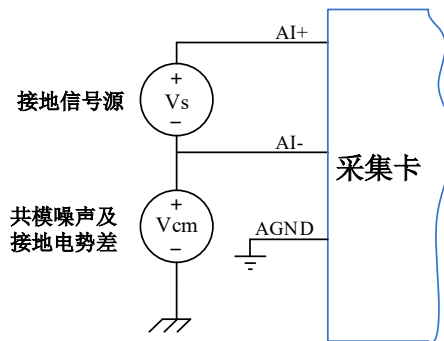 AI+
+
接地信号源
Vs
−
AI-
采集卡
共模噪声及
接地电势差
+
Vcm
−
AGND